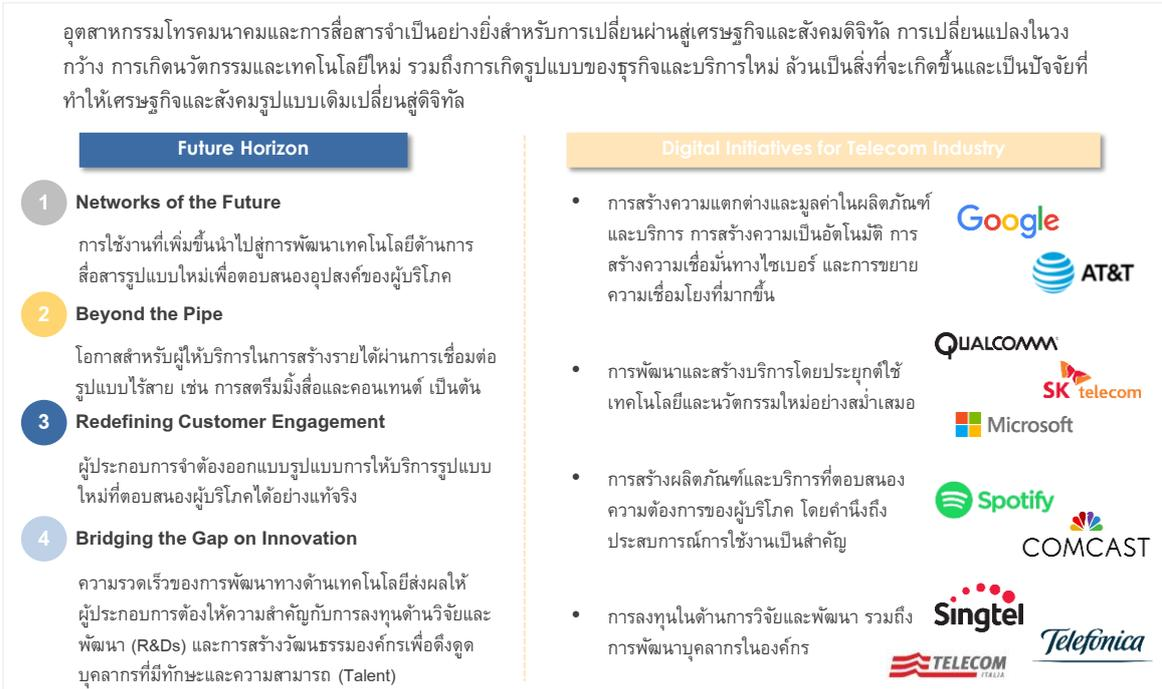 อุตสาหกรรมโทรคมนาคมและการสื่อสารจำเป็นอย่างยิ่งสำหรับการเปลี่ยนผ่านสู่เศรษฐกิจและสังคมดิจิทัล การเปลี่ยนแปลงในวง
กว้าง การเกิดนวัตกรรมและเทคโนโลยีใหม่ รวมถึงการเกิดรูปแบบของธุรกิจและบริการใหม่ ล้วนเป็นสิ่งที่จะเกิดขึ้นและเป็นปัจจัยที่
ทำให้เศรษฐกิจและสังคมรูปแบบเดิมเปลี่ยนสู่ดิจิทัล
Future Horizon
1 Networks of the Future
การใช้งานที่เพิ่มขึ้นนำไปสู่การพัฒนาเทคโนโลยีด้านการ
สื่อสารรูปแบบใหม่เพื่อตอบสนองอุปสงค์ของผู้บริโภค
2 Beyond the Pipe
โอกาสสำหรับผู้ให้บริการในการสร้างรายได้ผ่านการเชื่อมต่อ
รูปแบบไร้สาย เช่น การสตรีมมิ่งสื่อและคอนเทนต์ เป็นต้น
3 Redefining Customer Engagement
ผู้ประกอบการจำต้องออกแบบรูปแบบการให้บริการรูปแบบ
ใหม่ที่ตอบสนองผู้บริโภคได้อย่างแท้จริง
4 Bridging the Gap on Innovation
ความรวดเร็วของการพัฒนาทางด้านเทคโนโลยีส่งผลให้
ผู้ประกอบการต้องให้ความสำคัญกับการลงทุนด้านวิจัยและ
พัฒนา (R&Ds) และการสร้างวัฒนธรรมองค์กรเพื่อดึงดูด
บุคลากรที่มีทักษะและความสามารถ (Talent)
Digital Initiatives for Telecom Industry
• การสร้างความแตกต่างและมูลค่าในผลิตภัณฑ์
และบริการ การสร้างความเป็นอัตโนมัติ การ
สร้างความเชื่อมั่นทางไซเบอร์ และการขยาย
ความเชื่อมโยงที่มากขึ้น
Google
AT&T
• การพัฒนาและสร้างบริการโดยประยุกต์ใช้
เทคโนโลยีและนวัตกรรมใหม่อย่างสม่ำเสมอ
QUALCOMM
SK telecom
Microsoft
• การสร้างผลิตภัณฑ์และบริการที่ตอบสนอง
ความต้องการของผู้บริโภค โดยคำนึงถึง
ประสบการณ์การใช้งานเป็นสำคัญ
Spotify
COMCAST
• การลงทุนในด้านการวิจัยและพัฒนา รวมถึง
การพัฒนาบุคลากรในองค์กร
Singtel
Telefónica
TELECOM
ITALIA